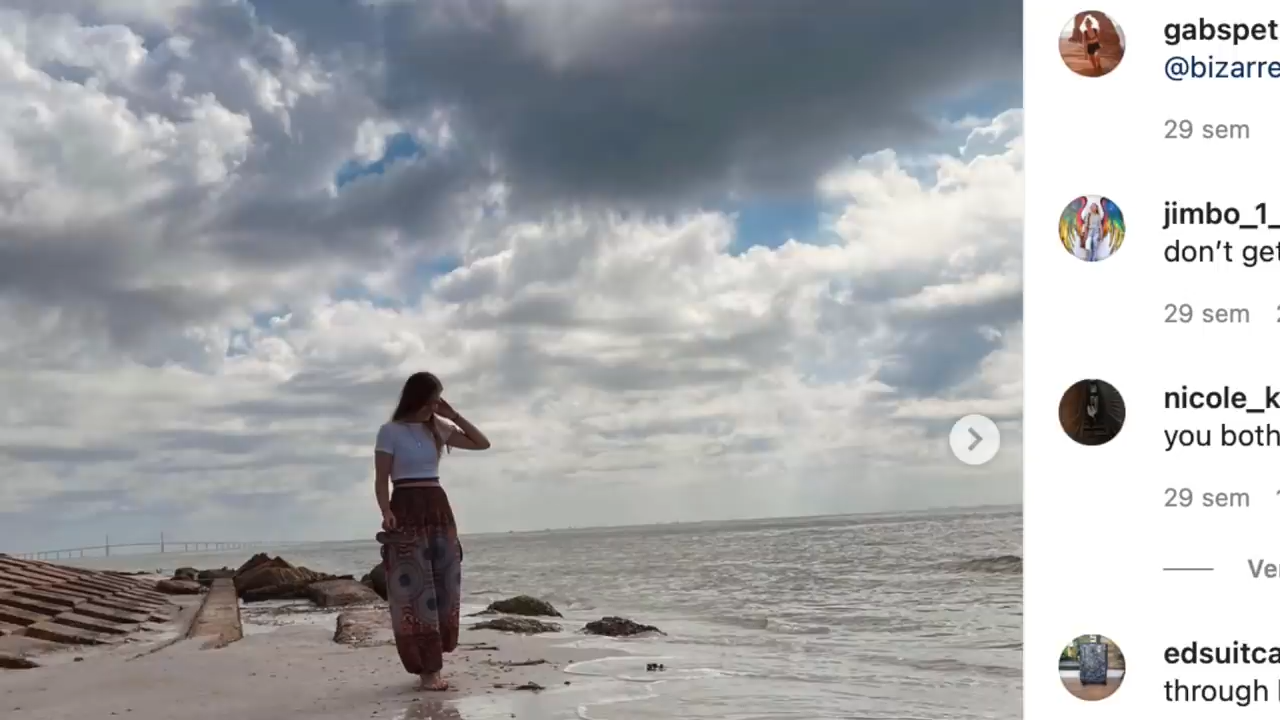 gabspet
@bizarre
29 sem
jimbo_1_
don't get
29 sem
nicole_k
you both
29 sem
Ver
edsuitca
through